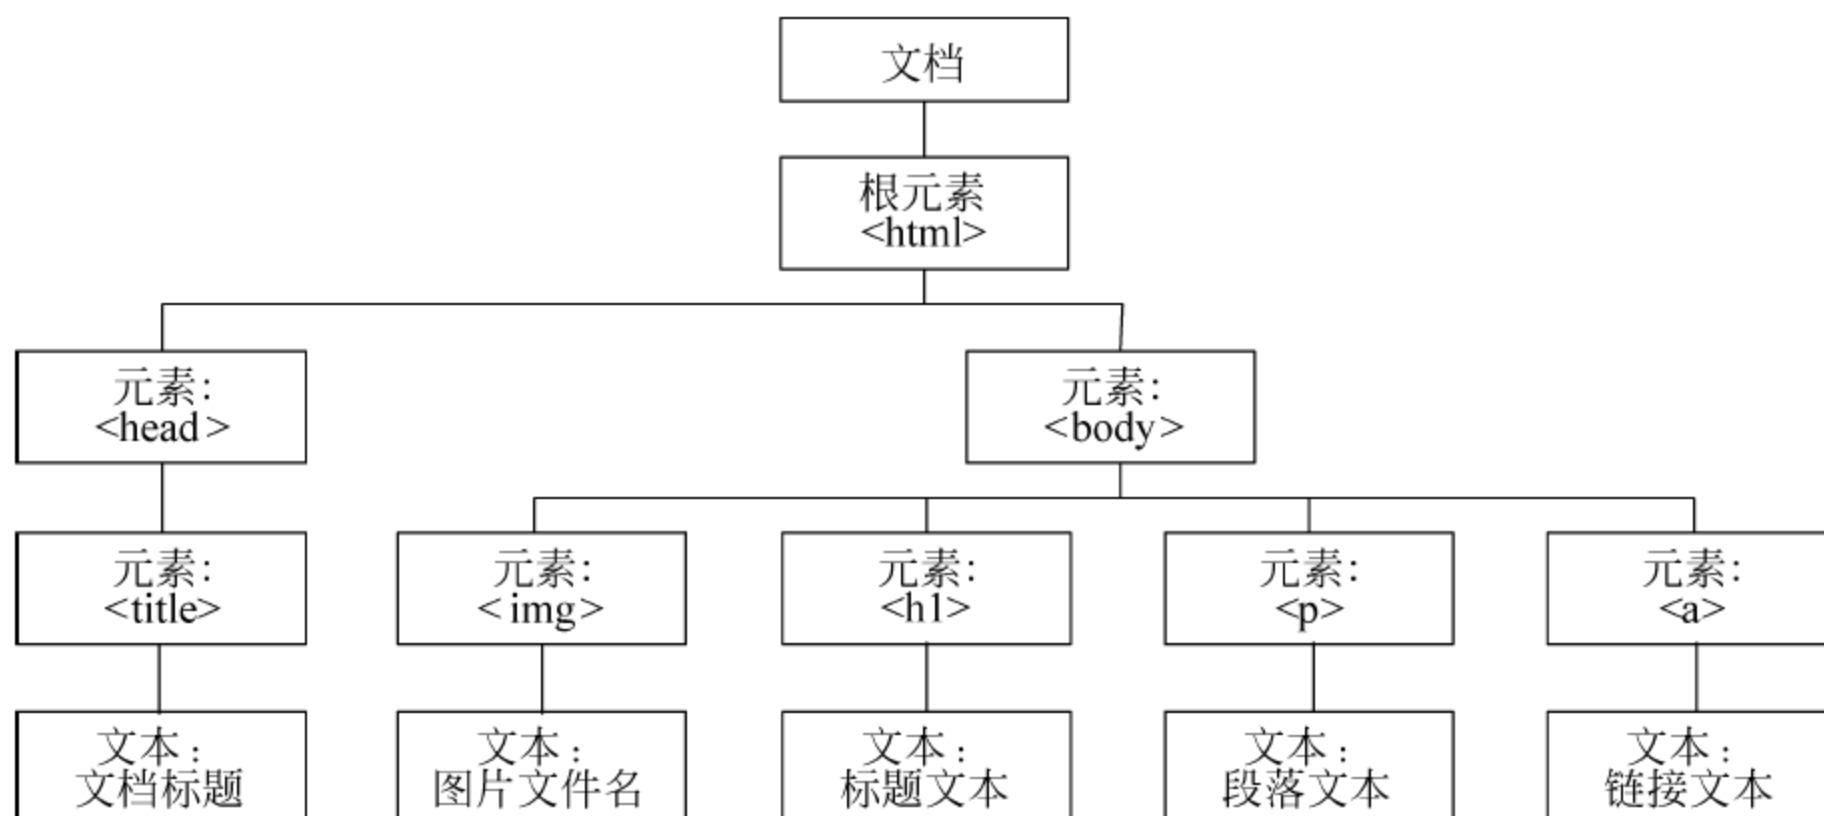 文档
根元素
<html>
元素:
<head>
元素:
<body>
元素:
<title>
元素:
<img>
元素:
<h1>
元素:
<p>
元素:
<a>
文本:
文档标题
文本:
图片文件名
文本:
标题文本
文本:
段落文本
文本:
链接文本